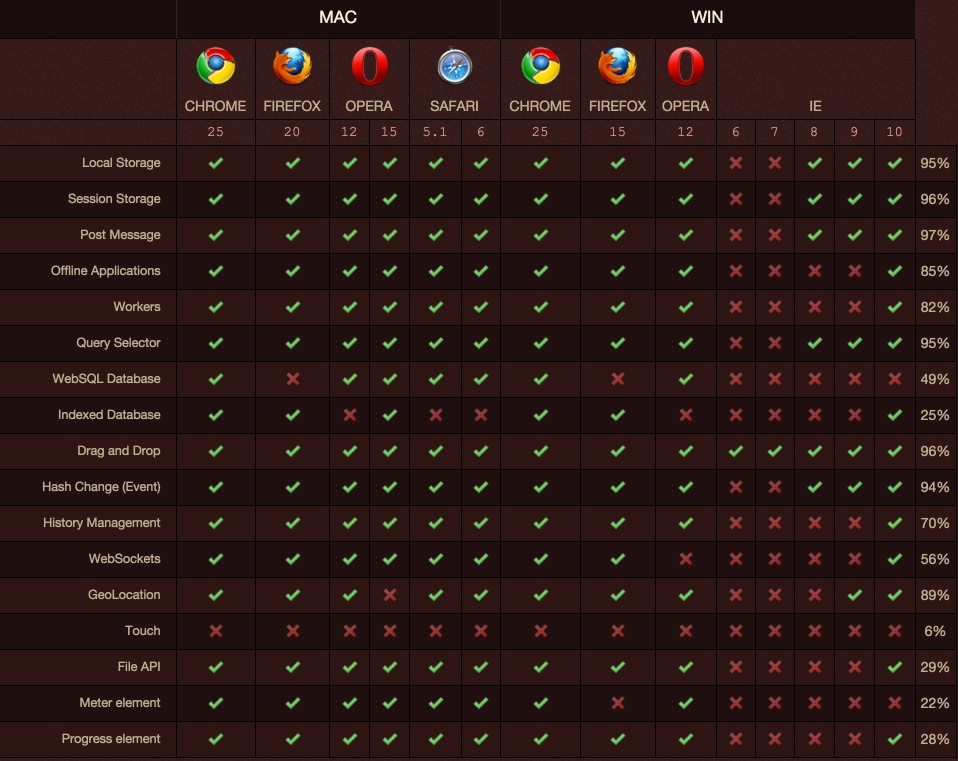 MAC WIN
CHROME FIREFOX OPERA SAFARI CHROME FIREFOX OPERA IE
25 20 12 15 5.1 6 25 15 12 6 7 8 9 10
Local Storage 95%
Session Storage 96%
Post Message 97%
Offline Applications 85%
Workers 82%
Query Selector 95%
WebSQL Database 49%
Indexed Database 25%
Drag and Drop 96%
Hash Change (Event) 94%
History Management 70%
WebSockets 56%
GeoLocation 89%
Touch 6%
File API 29%
Meter element 22%
Progress element 28%